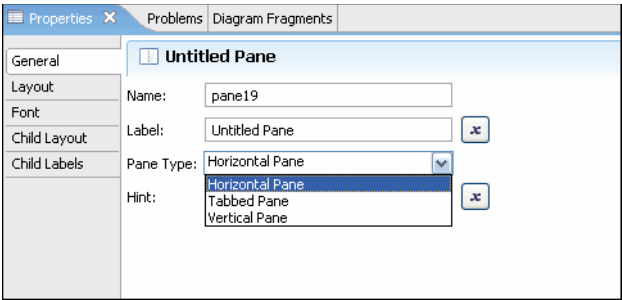 Properties Problems Diagram Fragments
General
Layout
Font
Child Layout
Child Labels
Untitled Pane
Name: pane19
Label: Untitled Pane x
Pane Type: Horizontal Pane
Horizontal Pane
Tabbed Pane
Vertical Pane
Hint: x